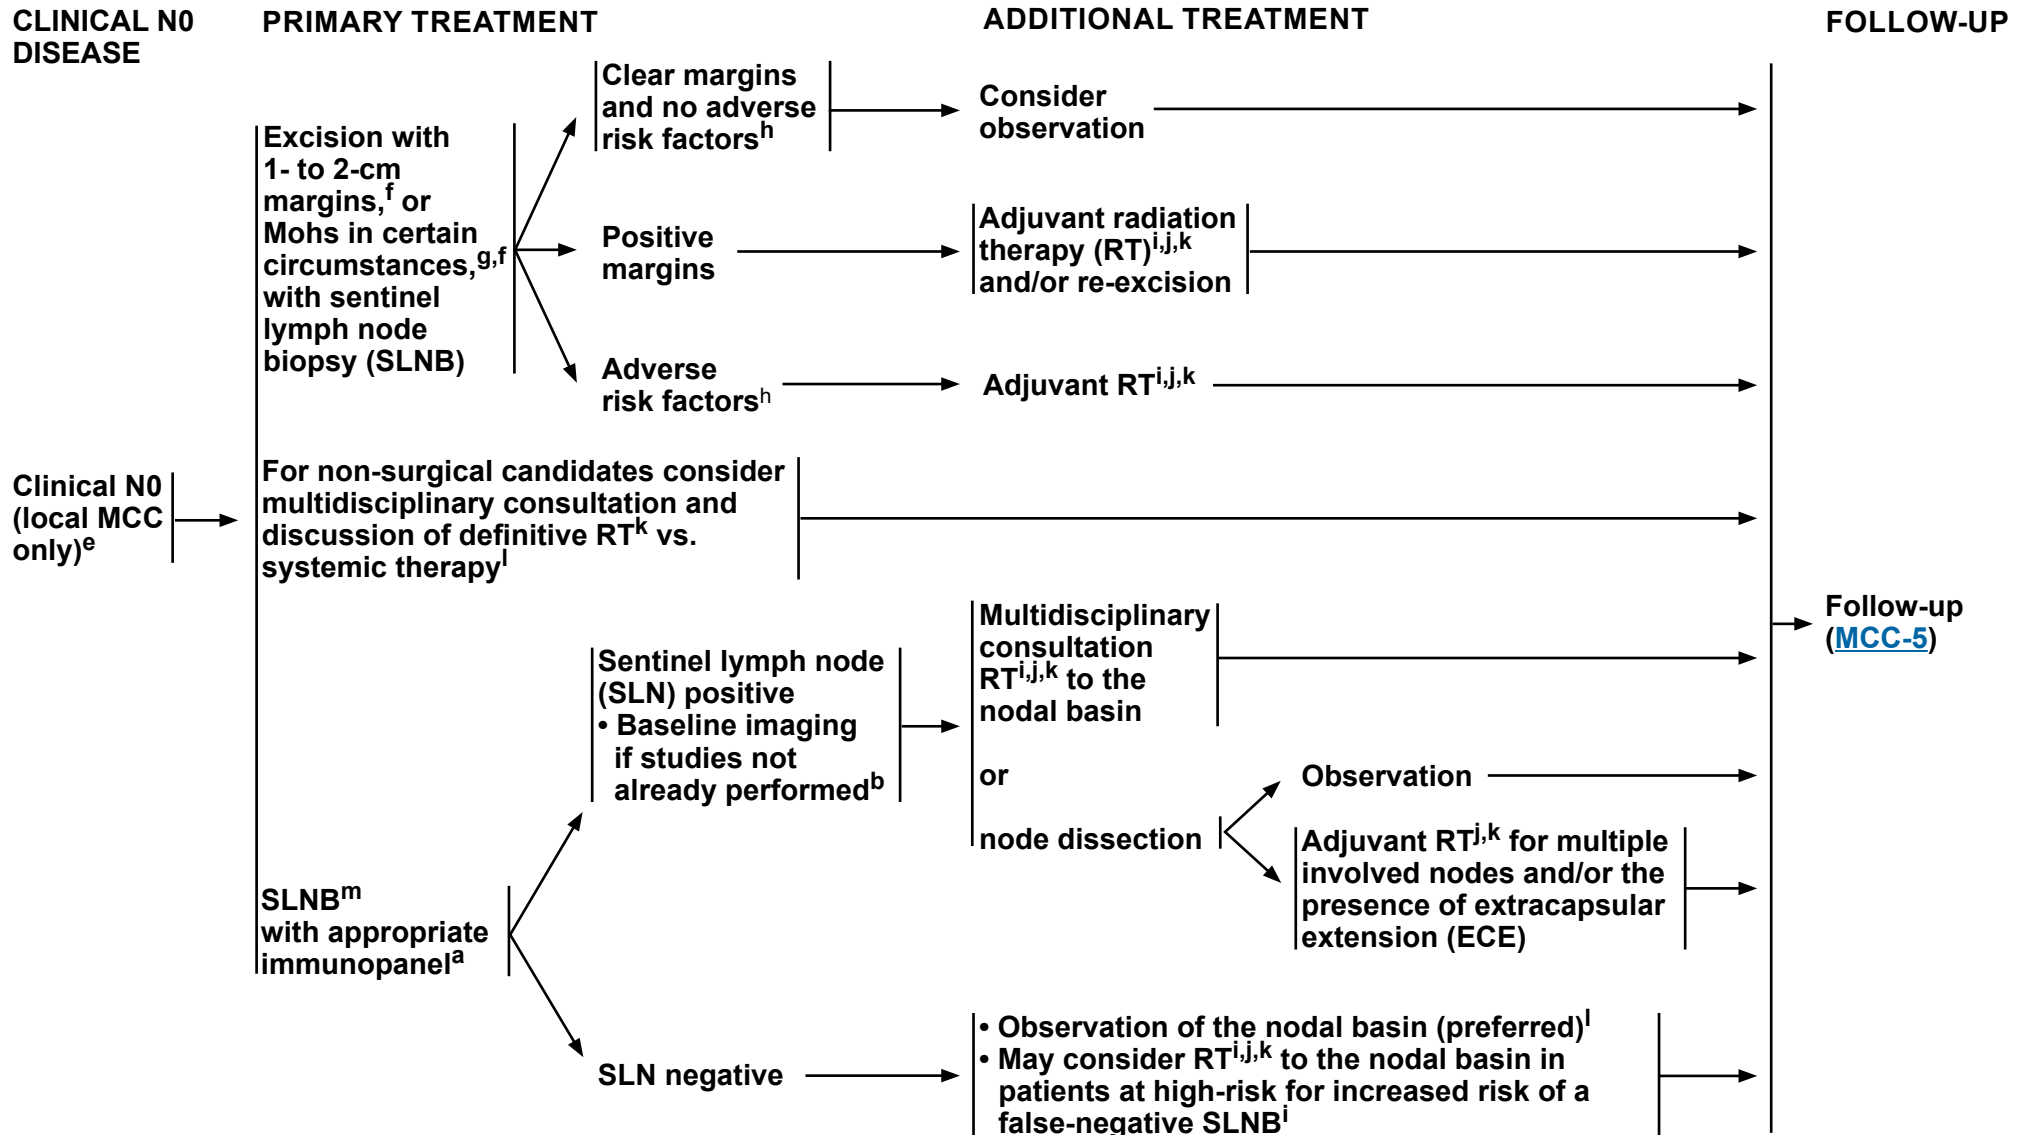 CLINICAL N0
DISEASE
PRIMARY TREATMENT
ADDITIONAL TREATMENT
FOLLOW-UP
Clinical N0
(local MCC
only)e
Excision with
1- to 2-cm
margins,f or
Mohs in certain
circumstances,g,f
with sentinel
lymph node
biopsy (SLNB)
Clear margins
and no adverse
risk factorsh
Consider
observation
Positive
margins
Adjuvant radiation
therapy (RT)i,j,k
and/or re-excision
Adverse
risk factorsh
Adjuvant RTi,j,k
For non-surgical candidates consider
multidisciplinary consultation and
discussion of definitive RTk vs.
systemic therapyl
SLNBm
with appropriate
immunopanela
Sentinel lymph node
(SLN) positive
• Baseline imaging
if studies not
already performedb
Multidisciplinary
consultation
RTi,j,k to the
nodal basin
or
node dissection
Observation
Adjuvant RTj,k for multiple
involved nodes and/or the
presence of extracapsular
extension (ECE)
SLN negative
• Observation of the nodal basin (preferred)l
• May consider RTi,j,k to the nodal basin in
patients at high-risk for increased risk of a
false-negative SLNBi
Follow-up
(MCC-5)